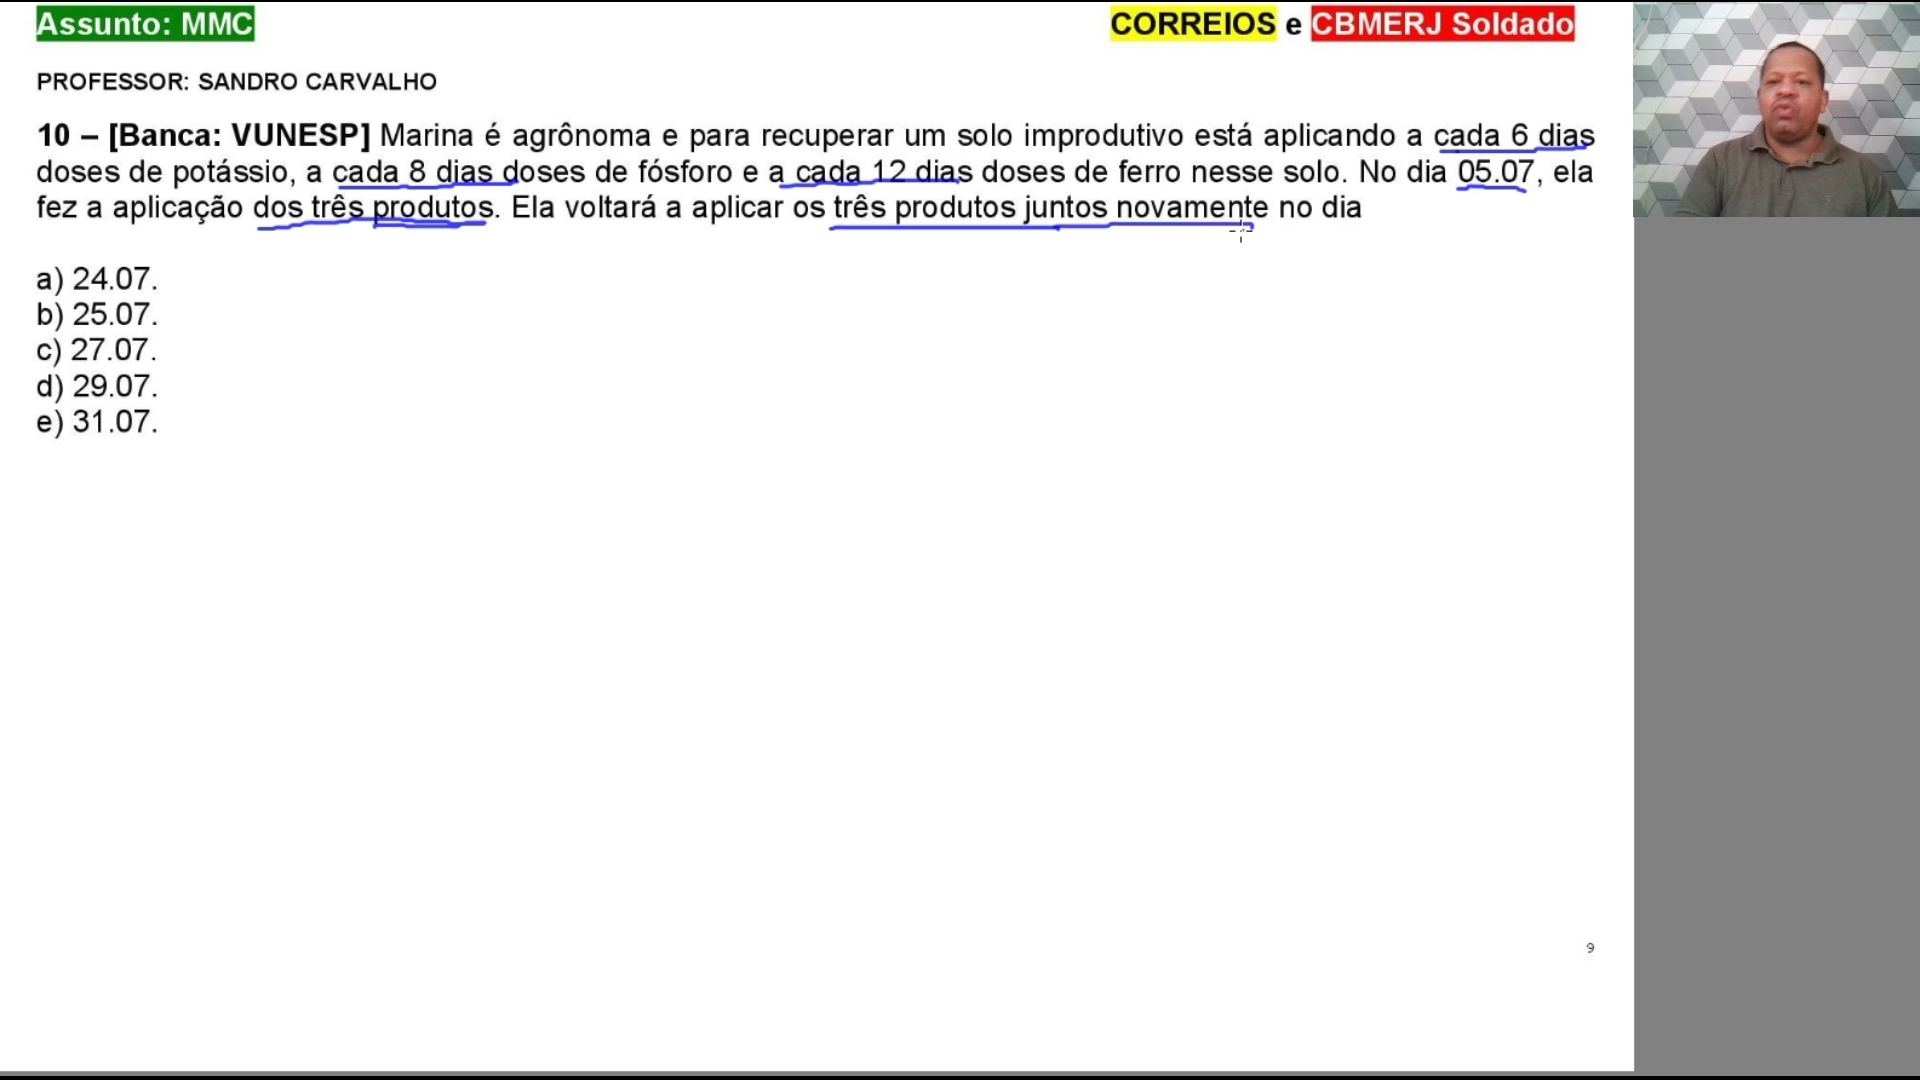 Assunto: MMC
CORREIOS e CBMERJ Soldado
PROFESSOR: SANDRO CARVALHO
10 – [Banca: VUNESP] Marina é agrônoma e para recuperar um solo improdutivo está aplicando a cada 6 dias
doses de potássio, a cada 8 dias doses de fósforo e a cada 12 dias doses de ferro nesse solo. No dia 05.07, ela
fez a aplicação dos três produtos. Ela voltará a aplicar os três produtos juntos novamente no dia
a) 24.07.
b) 25.07.
c) 27.07.
d) 29.07.
e) 31.07.
9